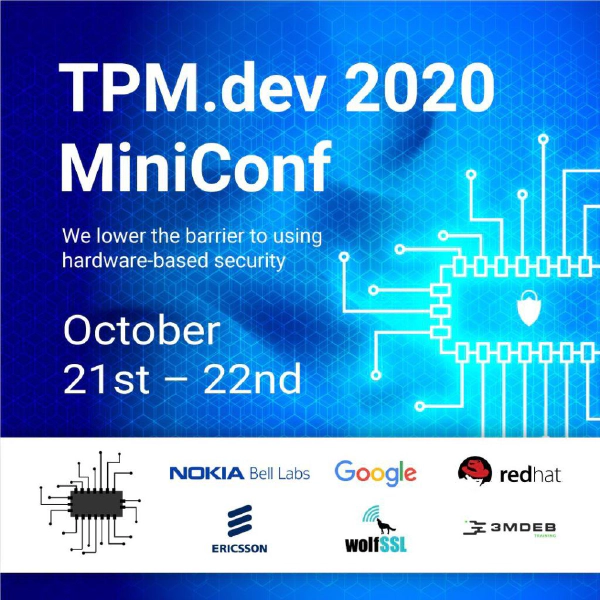 TPM.dev 2020
MiniConf
We lower the barrier to using
hardware-based security
October
21st – 22nd
NOKIA Bell Labs
Google
redhat
ERICSSON
wolfSSL
3MDEB
TRAINING